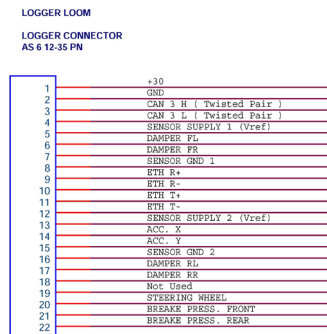 LOGGER LOOM
LOGGER CONNECTOR
AS 6 12-35 PN
1 +30
2 GND
3 CAN 3 H ( Twisted Pair )
4 CAN 3 L ( Twisted Pair )
5 SENSOR SUPPLY 1 (Vref)
6 DAMPER FL
7 DAMPER FR
8 SENSOR GND 1
9 ETH R+
10 ETH R-
11 ETH T+
12 ETH T-
13 SENSOR SUPPLY 2 (Vref)
14 ACC. X
15 ACC. Y
16 SENSOR GND 2
17 DAMPER RL
18 DAMPER RR
19 Not Used
20 STEERING WHEEL
21 BREAKE PRESS. FRONT
22 BREAKE PRESS. REAR